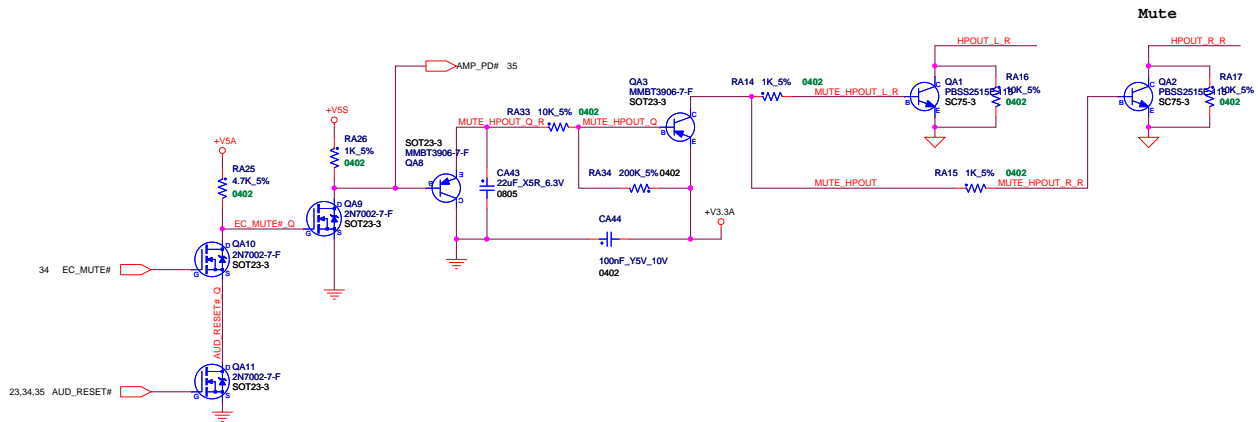 Mute
HPOUT_L_R
HPOUT_R_R
AMP_PD# 35
+V5S
RA26
1K_5%
0402
+V5A
RA25
4.7K_5%
0402
SOT23-3
MMBT3906-7-F
QA8
B
E
C
MUTE_HPOUT_Q_R
RA33 10K_5%
0402
MUTE_HPOUT_Q
QA3
MMBT3906-7-F
SOT23-3
B
C
E
RA14 1K_5%
0402
MUTE_HPOUT_L_R
QA1
PBSS2515E-115
SC75-3
B
C
E
RA16
10K_5%
0402
QA2
PBSS2515E-115
SC75-3
B
C
E
RA17
10K_5%
0402
CA43
22uF_X5R_6.3V
0805
RA34 200K_5%
0402
MUTE_HPOUT
RA15 1K_5%
0402
MUTE_HPOUT_R_R
+V3.3A
CA44
100nF_Y5V_10V
0402
EC_MUTE#_Q
QA9
2N7002-7-F
SOT23-3
D
G
S
34 EC_MUTE#
QA10
2N7002-7-F
SOT23-3
D
G
S
AUD_RESET#_Q
23,34,35 AUD_RESET#
QA11
2N7002-7-F
SOT23-3
D
G
S